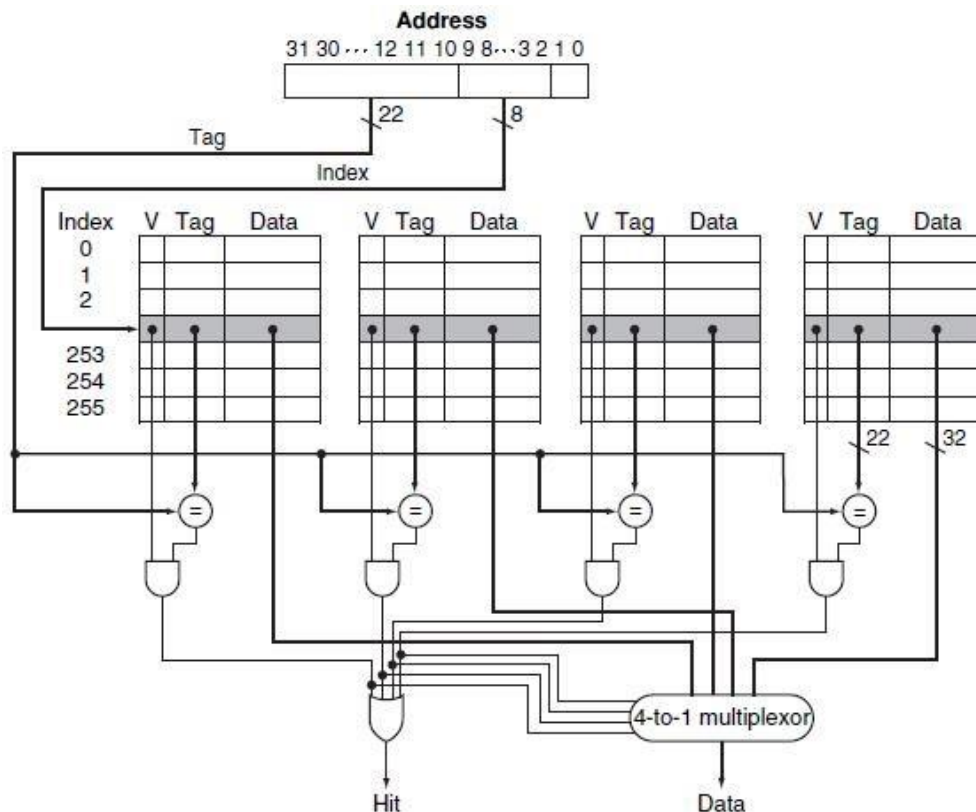 Address
31 30 ··· 12 11 10 9 8 ··· 3 2 1 0
22
8
Tag
Index
Index V Tag Data V Tag Data V Tag Data V Tag Data
0
1
2
253
254
255
22
32
= = = =
4-to-1 multiplexor
Hit
Data